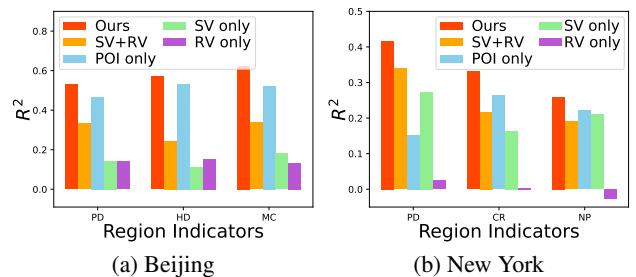 Ours
SV+RV
POI only
SV only
RV only
0.8
0.6
0.4
0.2
0.0
R²
PD HD MC
Region Indicators
(a) Beijing
Ours
SV+RV
POI only
SV only
RV only
0.5
0.4
0.3
0.2
0.1
0.0
R²
PD CR NP
Region Indicators
(b) New York